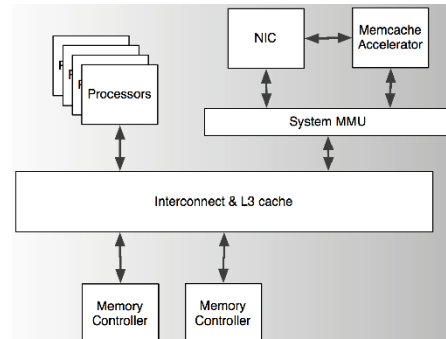 NIC
Memcache
Accelerator
Processors
System MMU
Interconnect & L3 cache
Memory
Controller
Memory
Controller